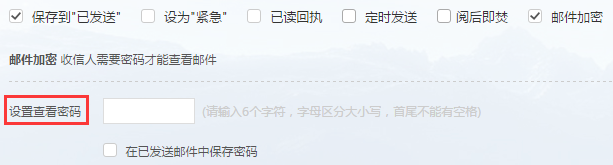 保存到"已发送" 设为"紧急" 已读回执 定时发送 阅后即焚 邮件加密
邮件加密 收信人需要密码才能查看邮件
设置查看密码 (请输入6个字符，字母区分大小写，首尾不能有空格)
在已发送邮件中保存密码